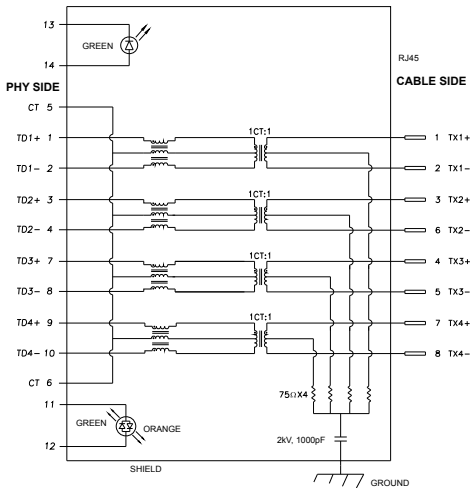 13
GREEN
14
RJ45
PHY SIDE
CABLE SIDE
CT 5
1CT:1
TD1+ 1
1 TX1+
TD1- 2
2 TX1-
1CT:1
TD2+ 3
3 TX2+
TD2- 4
6 TX2-
1CT:1
TD3+ 7
4 TX3+
TD3- 8
5 TX3-
1CT:1
TD4+ 9
7 TX4+
TD4- 10
8 TX4-
CT 6
75ΩX4
11
GREEN
ORANGE
2kV, 1000pF
12
SHIELD
GROUND